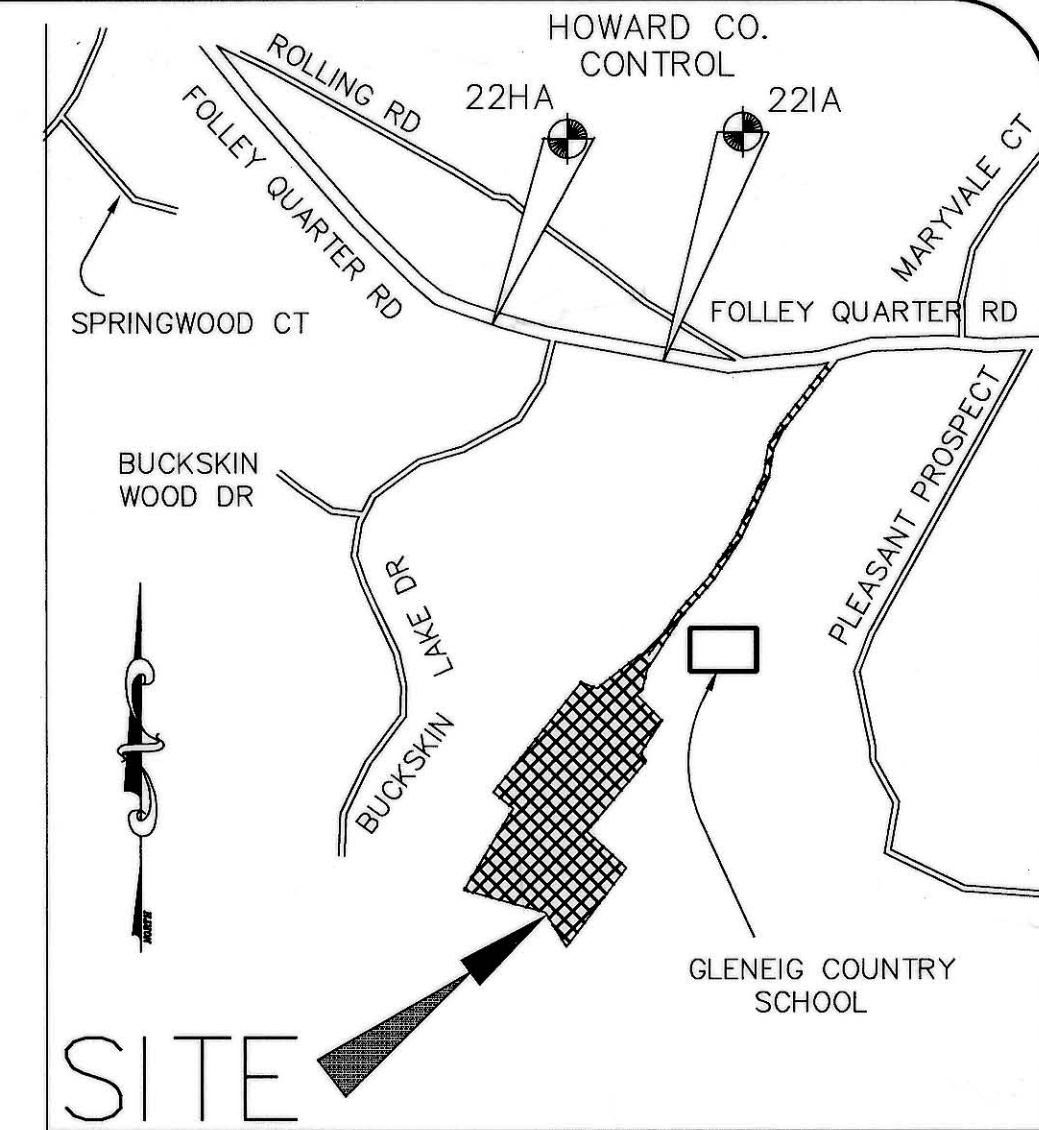 HOWARD CO.
CONTROL
22HA
22IA
ROLLING RD
FOLLEY QUARTER RD
MARYVALE CT
SPRINGWOOD CT
FOLLEY QUARTER RD
BUCKSKIN
WOOD DR
PLEASANT PROSPECT
BUCKSKIN LAKE DR
NORTH
GLENEIG COUNTRY
SCHOOL
SITE